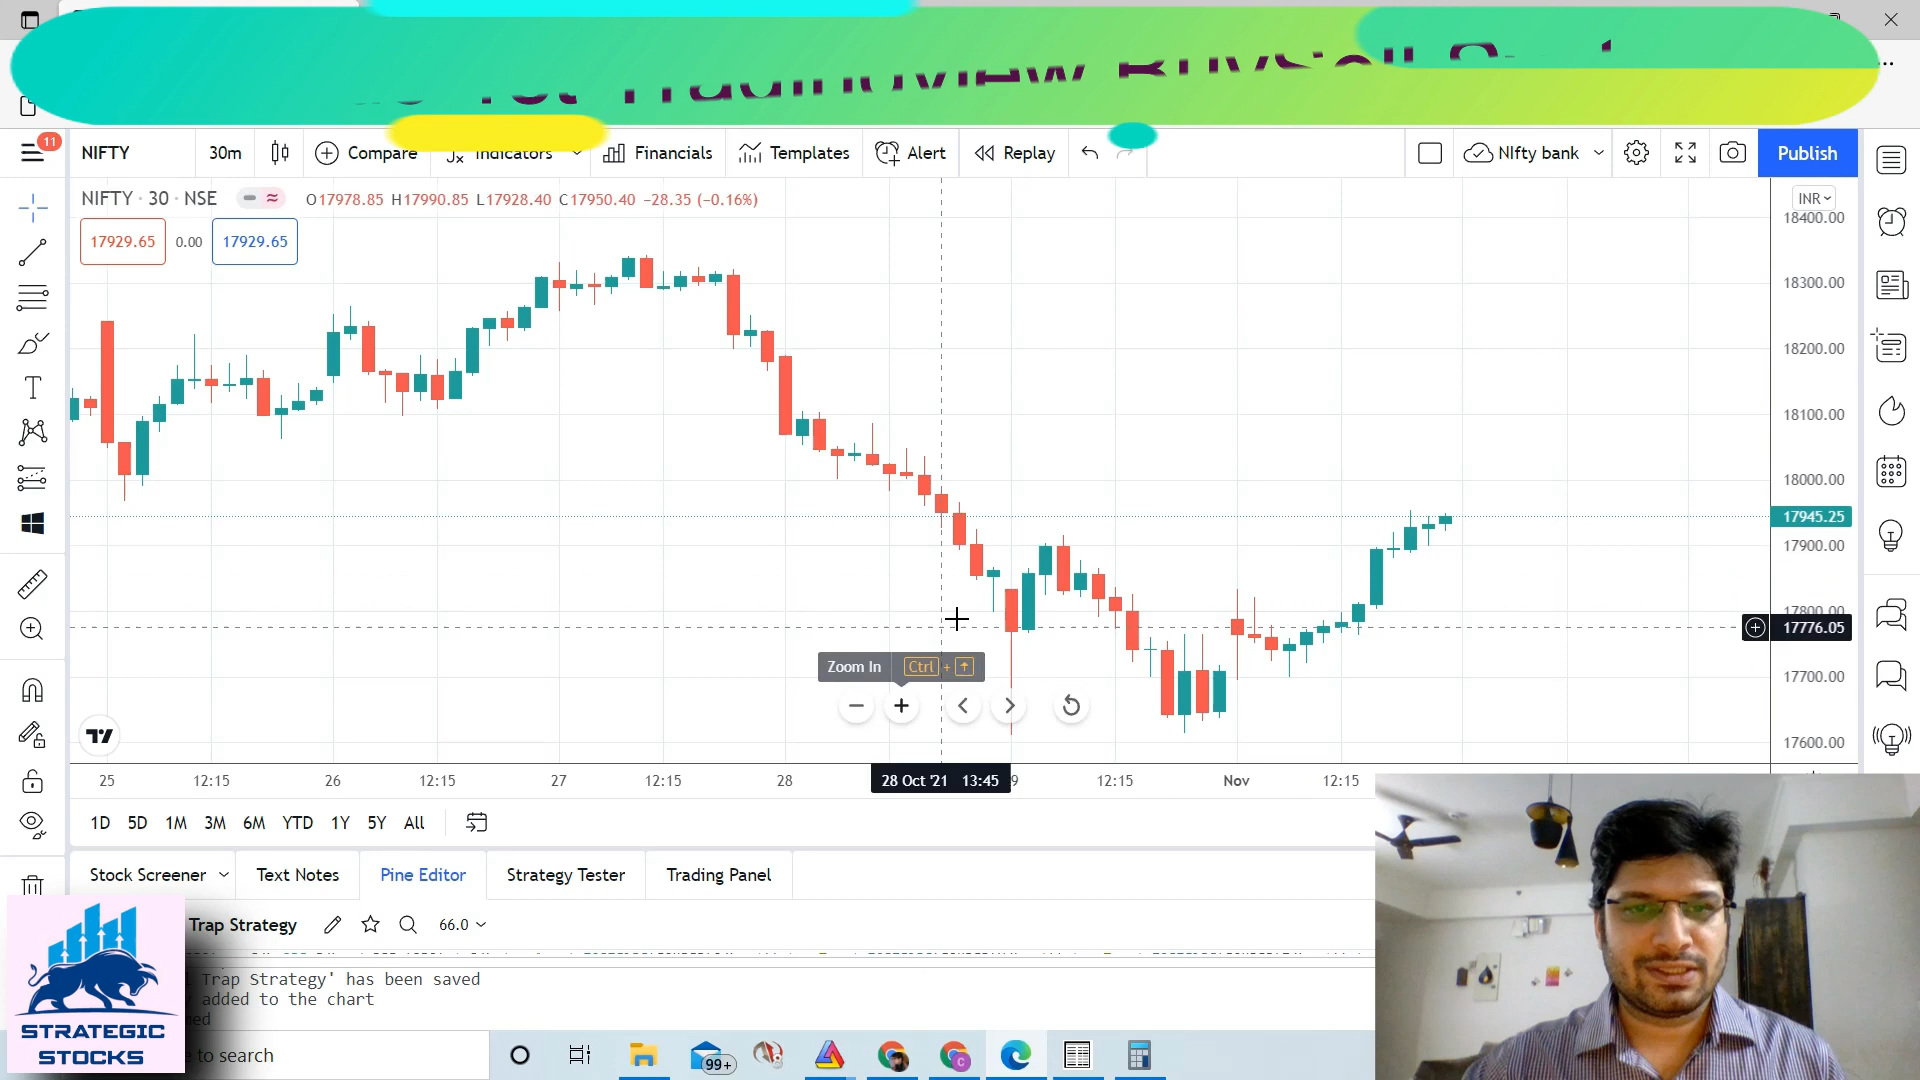 11
NIFTY
30m
Compare
Indicators
Financials
Templates
Alert
Replay
NIfty bank
Publish
NIFTY · 30 · NSE
O17978.85 H17990.85 L17928.40 C17950.40 −28.35 (−0.16%)
INR
17929.65
0.00
17929.65
18400.00
18300.00
18200.00
18100.00
18000.00
17945.25
17900.00
17800.00
17776.05
17700.00
17600.00
Zoom In Ctrl + ↑
25 12:15 26 12:15 27 12:15 28 28 Oct '21 13:45 9 12:15 Nov 12:15
1D 5D 1M 3M 6M YTD 1Y 5Y All
Stock Screener
Text Notes
Pine Editor
Strategy Tester
Trading Panel
Trap Strategy
66.0
Trap Strategy' has been saved
added to the chart
to search
99+
STRATEGIC
STOCKS